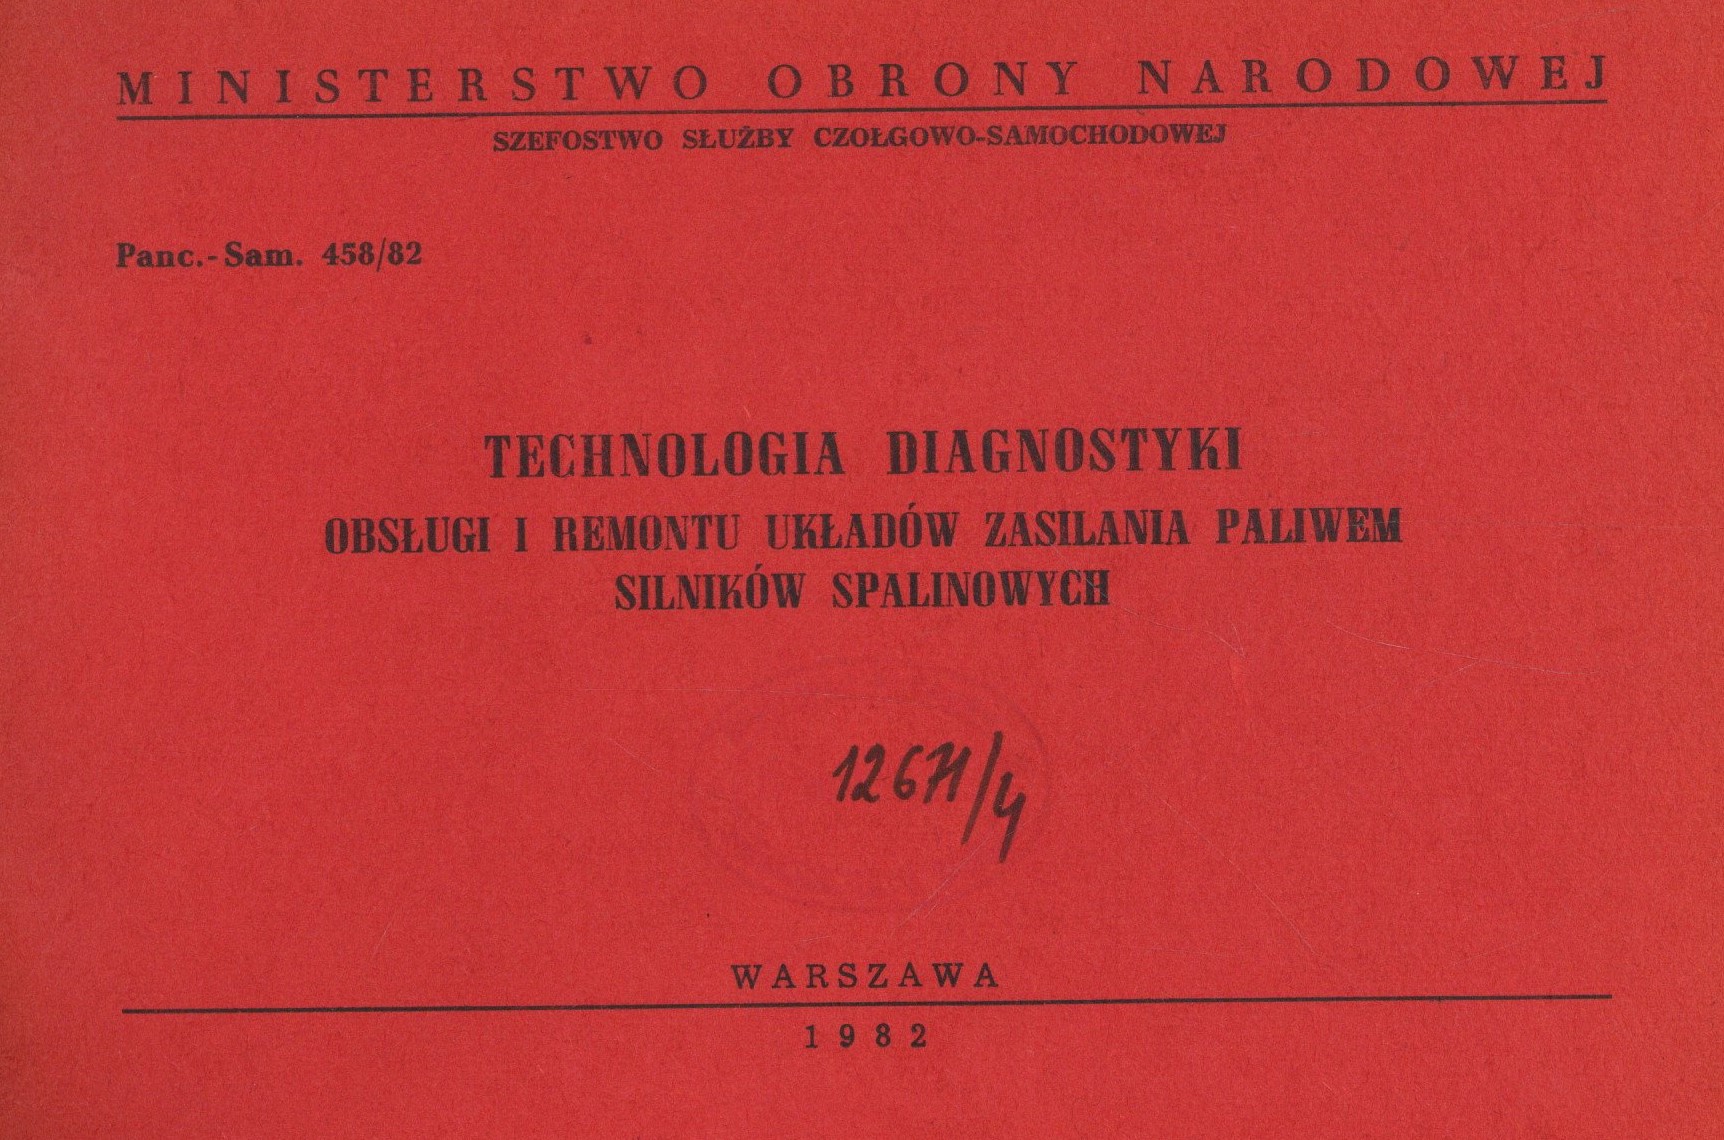 MINISTERSTWO OBRONY NARODOWEJ
SZEFOSTWO SŁUŻBY CZOŁGOWO-SAMOCHODOWEJ
Panc.-Sam. 458/82
TECHNOLOGIA DIAGNOSTYKI
OBSŁUGI I REMONTU UKŁADÓW ZASILANIA PALIWEM
SILNIKÓW SPALINOWYCH
12671/4
WARSZAWA
1982